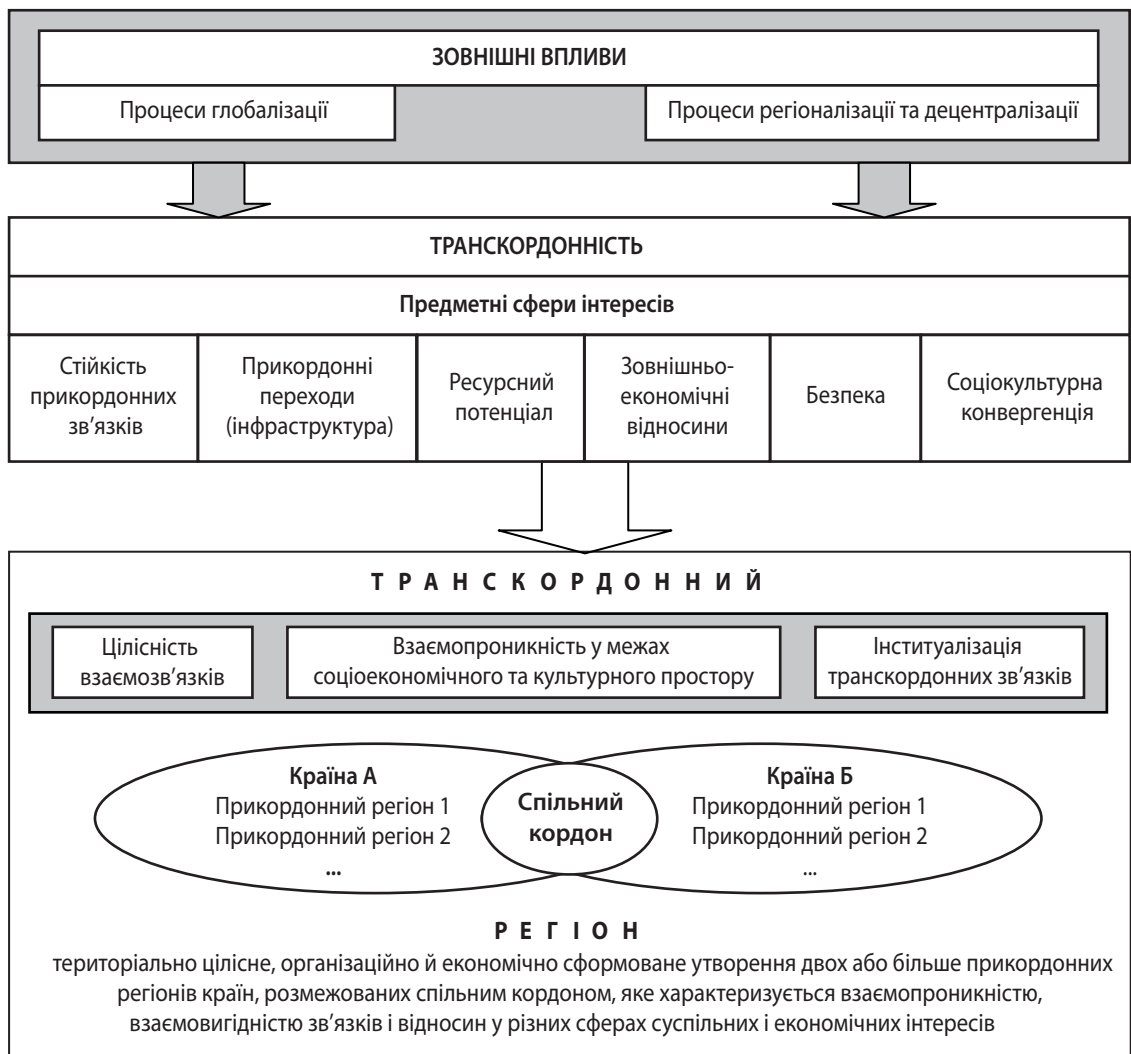 ЗОВНІШНІ ВПЛИВИ
Процеси глобалізації
Процеси регіоналізації та децентралізації
ТРАНСКОРДОННІСТЬ
Предметні сфери інтересів
Стійкість
прикордонних
зв'язків
Прикордонні
переходи
(інфраструктура)
Ресурсний
потенціал
Зовнішньо-
економічні
відносини
Безпека
Соціокультурна
конвергенція
Т Р А Н С К О Р Д О Н Н И Й
Цілісність
взаємозв'язків
Взаємопроникність у межах
соціоекономічного та культурного простору
Інституалізація
транскордонних зв'язків
Країна А
Прикордонний регіон 1
Прикордонний регіон 2
...
Спільний
кордон
Країна Б
Прикордонний регіон 1
Прикордонний регіон 2
...
Р Е Г І О Н
територіально цілісне, організаційно й економічно сформоване утворення двох або більше прикордонних
регіонів країн, розмежованих спільним кордоном, яке характеризується взаємопроникністю,
взаємовигідністю зв'язків і відносин у різних сферах суспільних і економічних інтересів